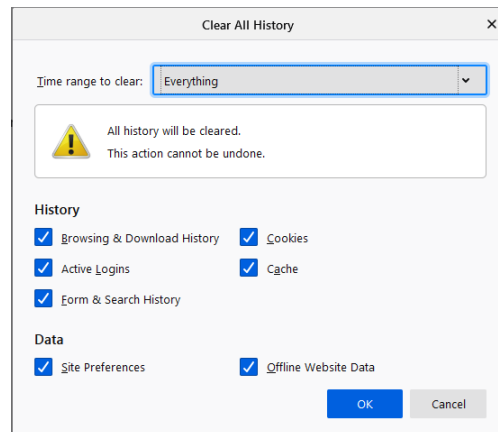 Clear All History
Time range to clear: Everything
All history will be cleared.
This action cannot be undone.
History
Browsing & Download History Cookies
Active Logins Cache
Form & Search History
Data
Site Preferences Offline Website Data
OK Cancel